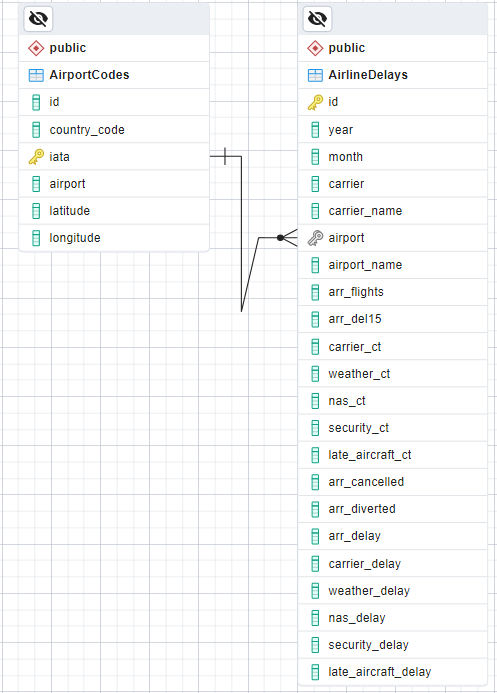 public
AirportCodes
id
country_code
iata
airport
latitude
longitude
public
AirlineDelays
id
year
month
carrier
carrier_name
airport
airport_name
arr_flights
arr_del15
carrier_ct
weather_ct
nas_ct
security_ct
late_aircraft_ct
arr_cancelled
arr_diverted
arr_delay
carrier_delay
weather_delay
nas_delay
security_delay
late_aircraft_delay